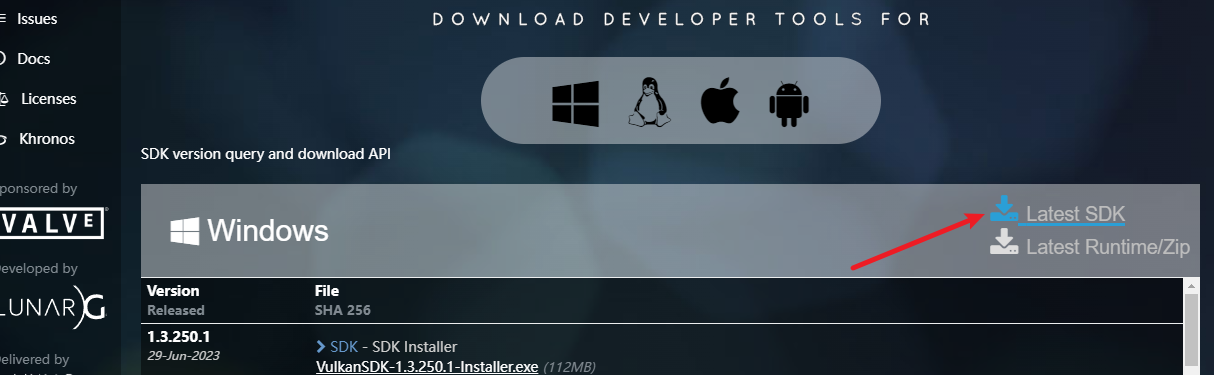 Issues
Docs
Licenses
Khronos
ponsored by
VALVE
eveloped by
LUNAR G
elivered by
DOWNLOAD DEVELOPER TOOLS FOR
SDK version query and download API
Windows
Latest SDK
Latest Runtime/Zip
Version File
Released SHA 256
1.3.250.1
29-Jun-2023
SDK - SDK Installer
VulkanSDK-1.3.250.1-Installer.exe (112MB)